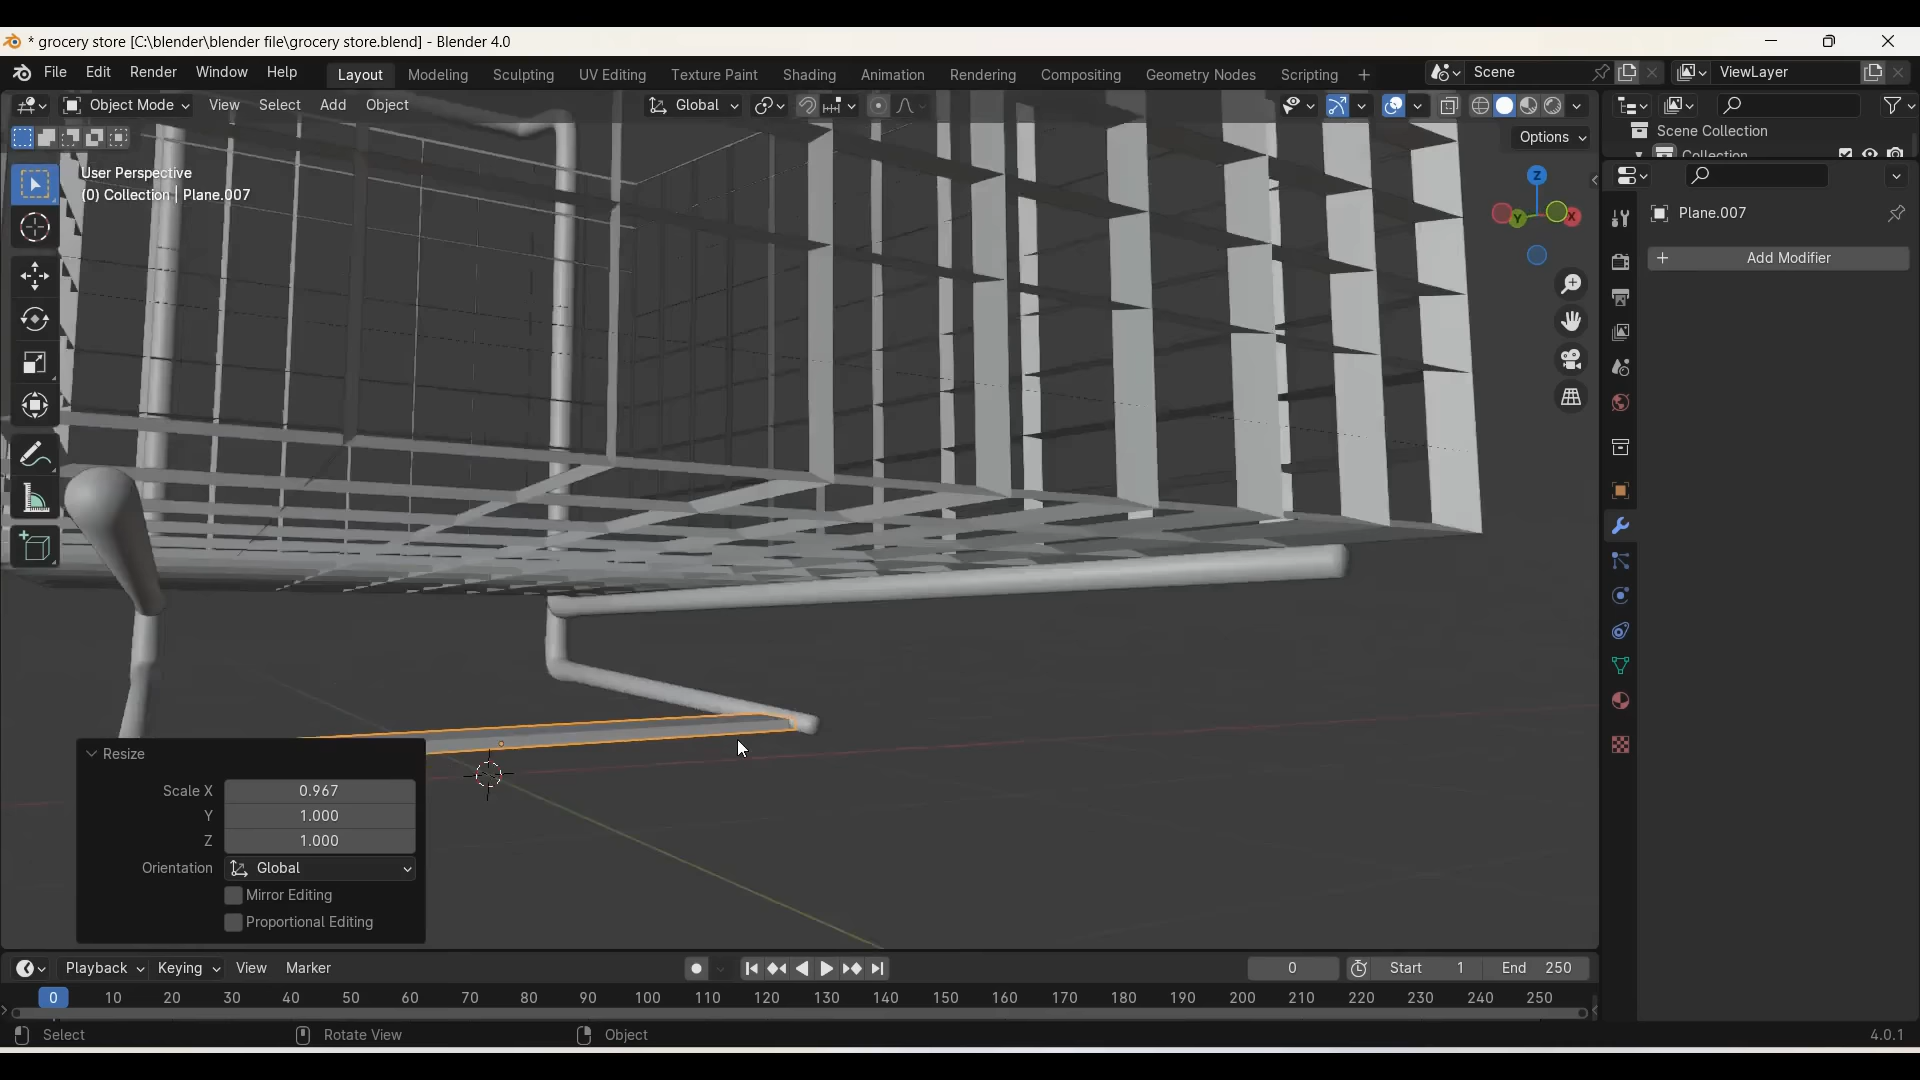 * grocery store [C:\blender\blender file\grocery store.blend] - Blender 4.0
File Edit Render Window Help Layout Modeling Sculpting UV Editing Texture Paint Shading Animation Rendering Compositing Geometry Nodes Scripting + Scene ViewLayer
Object Mode View Select Add Object Global
Options
User Perspective
(0) Collection | Plane.007
Z
Y
X
Scene Collection
Collection
Plane.007
+ Add Modifier
Resize
Scale X 0.967
Y 1.000
Z 1.000
Orientation Global
Mirror Editing
Proportional Editing
Playback Keying View Marker 0 Start 1 End 250
0 10 20 30 40 50 60 70 80 90 100 110 120 130 140 150 160 170 180 190 200 210 220 230 240 250
Select Rotate View Object 4.0.1